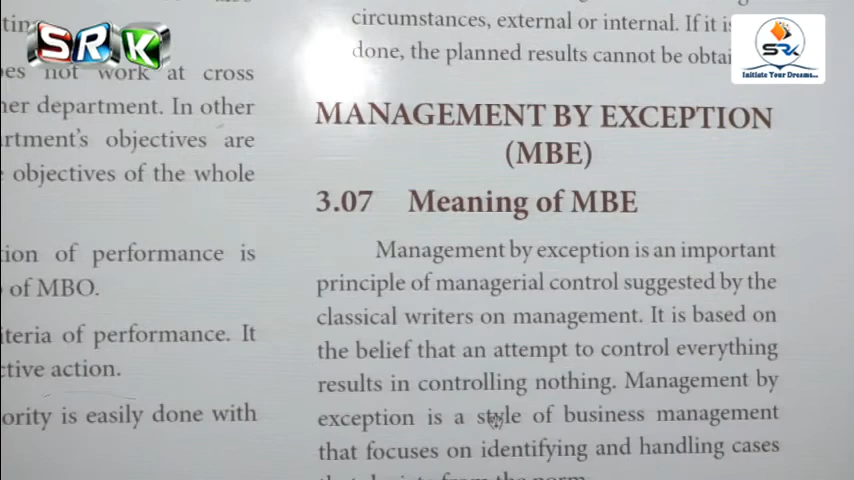 SRK
es not work at cross
er department. In other
rtment's objectives are
objectives of the whole
ion of performance is
of MBO.
teria of performance. It
ctive action.
ority is easily done with
circumstances, external or internal. If it
done, the planned results cannot be
MANAGEMENT BY EXCEPTION
(MBE)
3.07 Meaning of MBE
Management by exception is an important
principle of managerial control suggested by the
classical writers on management. It is based on
the belief that an attempt to control everything
results in controlling nothing. Management by
exception is a style of business management
that focuses on identifying and handling cases
from the norm
SRK
Initiate Your Dreams...